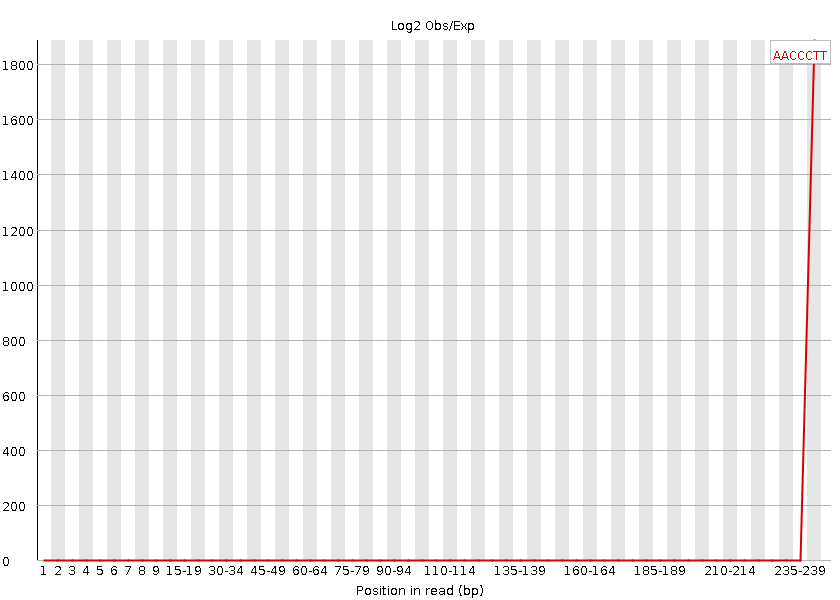 Log2 Obs/Exp
AACCCTT
1800
1600
1400
1200
1000
800
600
400
200
0
1 2 3 4 5 6 7 8 9 15-19 30-34 45-49 60-64 75-79 90-94 110-114 135-139 160-164 185-189 210-214 235-239
Position in read (bp)